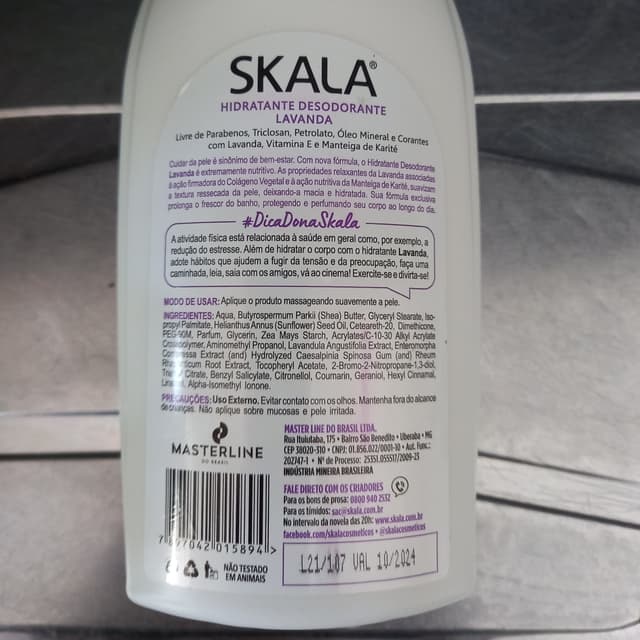 SKALA®
HIDRATANTE DESODORANTE
LAVANDA
Livre de Parabenos, Triclosan, Petrolato, Óleo Mineral e Corantes
com Lavanda, Vitamina E e Manteiga de Karité
Cuidar da pele é sinônimo de bem-estar. Com nova fórmula, o Hidratante Desodorante
Lavanda é extremamente nutritivo. As propriedades relaxantes da Lavanda associadas
à ação firmadora do Colágeno Vegetal e à ação nutritiva da Manteiga de Karité, suavizam
a textura ressecada da pele, deixando-a macia e hidratada. Sua fórmula exclusiva
prolonga o frescor do banho, protegendo e perfumando seu corpo ao longo do dia.
#DicaDonaSkala
A atividade física está relacionada à saúde em geral como, por exemplo, a
redução do estresse. Além de hidratar o corpo com o hidratante Lavanda,
adote hábitos que ajudem a fugir da tensão e da preocupação, faça uma
caminhada, leia, saia com os amigos, vá ao cinema! Exercite-se e divirta-se!
MODO DE USAR: Aplique o produto massageando suavemente a pele.
INGREDIENTES: Aqua, Butyrospermum Parkii (Shea) Butter, Glyceryl Stearate, Iso-
propyl Palmitate, Helianthus Annus (Sunflower) Seed Oil, Ceteareth-20, Dimethicone,
PEG-90M, Parfum, Glycerin, Zea Mays Starch, Acrylates/C-10-30 Alkyl Acrylate
Crosspolymer, Aminomethyl Propanol, Lavandula Angustifolia Extract, Enteromorpha
Compressa Extract (and) Hydrolyzed Caesalpinia Spinosa Gum (and) Rheum
Rhaponticum Root Extract, Tocopheryl Acetate, 2-Bromo-2-Nitropropane-1,3-diol,
Citrate, Benzyl Salicylate, Citronellol, Coumarin, Geraniol, Hexyl Cinnamal,
Alpha-Isomethyl Ionone.
PRECAUÇÕES: Uso Externo. Evitar contato com os olhos. Mantenha fora do alcance
de crianças. Não aplique sobre mucosas e pele irritada.
MASTERLINE
DO BRASIL
MASTER LINE DO BRASIL LTDA.
Rua Ituiutaba, 175 • Bairro São Benedito • Uberaba • MG
CEP 38020-310 • CNPJ: 01.856.022/0001-10 • Aut. Func.:
202747-1 • Nº de Processo: 25351.055517/2009-23
INDÚSTRIA MINEIRA BRASILEIRA
FALE DIRETO COM OS CRIADORES
Para os bons de prosa: 0800 940 2532
Para os tímidos: sac@skala.com.br
No intervalo da novela das 20h: www.skala.com.br
facebook.com/skalacosmeticos • @skalacosmeticos
7 897042 015894 >
NÃO TESTADO
EM ANIMAIS
L21/107 VAL 10/2024